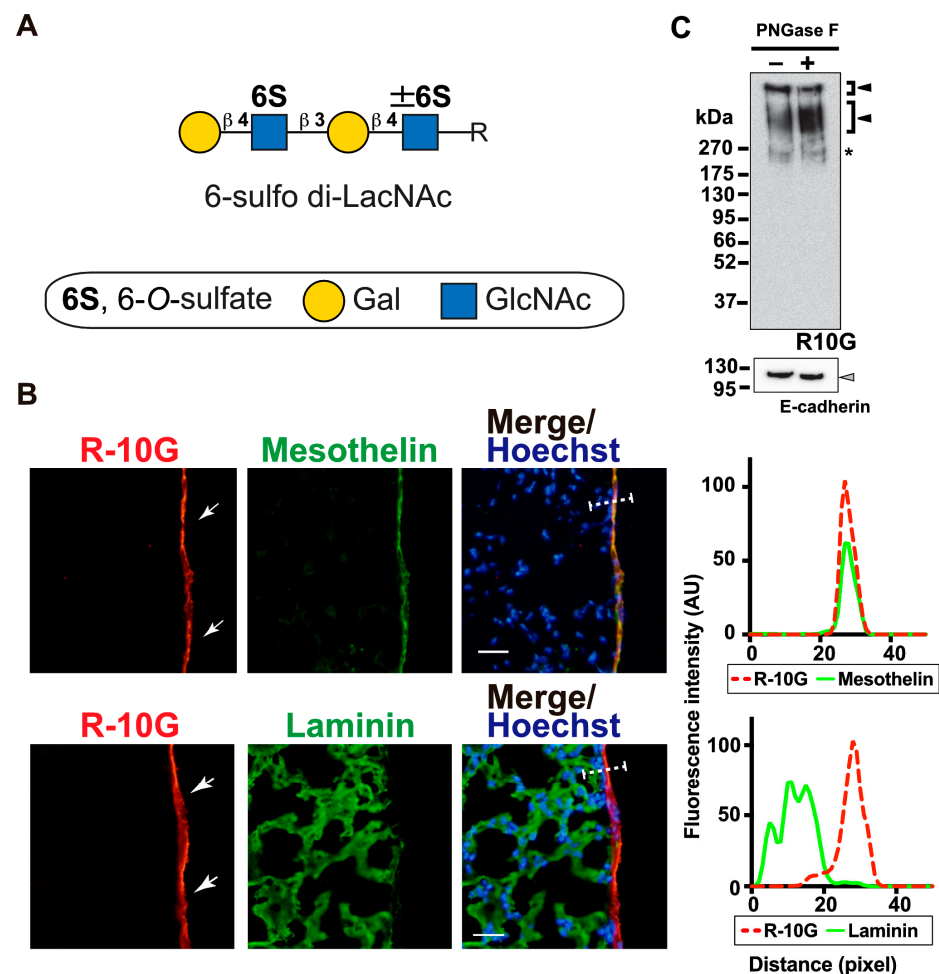 A
6S
±6S
β 4
β 3
β 4
R
6-sulfo di-LacNAc
6S, 6-O-sulfate
Gal
GlcNAc
B
R-10G
Mesothelin
Merge/
Hoechst
R-10G
Laminin
Merge/
Hoechst
C
PNGase F
− +
kDa
270
*
175
130
95
66
52
37
R10G
130
95
E-cadherin
Fluorescence intensity (AU)
100
50
0
0 20 40
R-10G Mesothelin
100
50
0
0 20 40
R-10G Laminin
Distance (pixel)